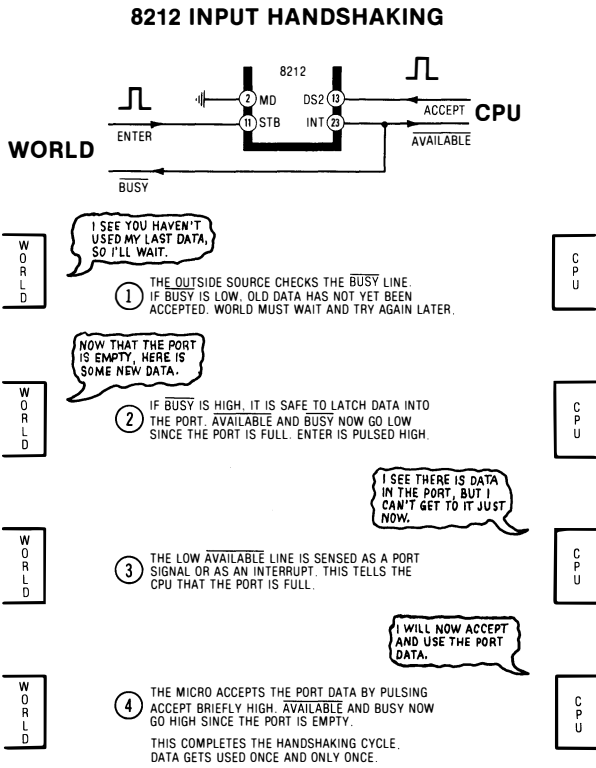 8212 INPUT HANDSHAKING
8212
2 MD
DS2 13
ACCEPT
CPU
11 STB
INT 23
ENTER
AVAILABLE
WORLD
BUSY
I SEE YOU HAVEN'T
USED MY LAST DATA,
SO I'LL WAIT.
WORLD
CPU
1
THE OUTSIDE SOURCE CHECKS THE BUSY LINE.
IF BUSY IS LOW, OLD DATA HAS NOT YET BEEN
ACCEPTED. WORLD MUST WAIT AND TRY AGAIN LATER.
NOW THAT THE PORT
IS EMPTY, HERE IS
SOME NEW DATA.
WORLD
CPU
2
IF BUSY IS HIGH, IT IS SAFE TO LATCH DATA INTO
THE PORT. AVAILABLE AND BUSY NOW GO LOW
SINCE THE PORT IS FULL. ENTER IS PULSED HIGH.
I SEE THERE IS DATA
IN THE PORT, BUT I
CAN'T GET TO IT JUST
NOW.
WORLD
CPU
3
THE LOW AVAILABLE LINE IS SENSED AS A PORT
SIGNAL OR AS AN INTERRUPT. THIS TELLS THE
CPU THAT THE PORT IS FULL.
I WILL NOW ACCEPT
AND USE THE PORT
DATA.
WORLD
CPU
4
THE MICRO ACCEPTS THE PORT DATA BY PULSING
ACCEPT BRIEFLY HIGH. AVAILABLE AND BUSY NOW
GO HIGH SINCE THE PORT IS EMPTY.
THIS COMPLETES THE HANDSHAKING CYCLE.
DATA GETS USED ONCE AND ONLY ONCE.